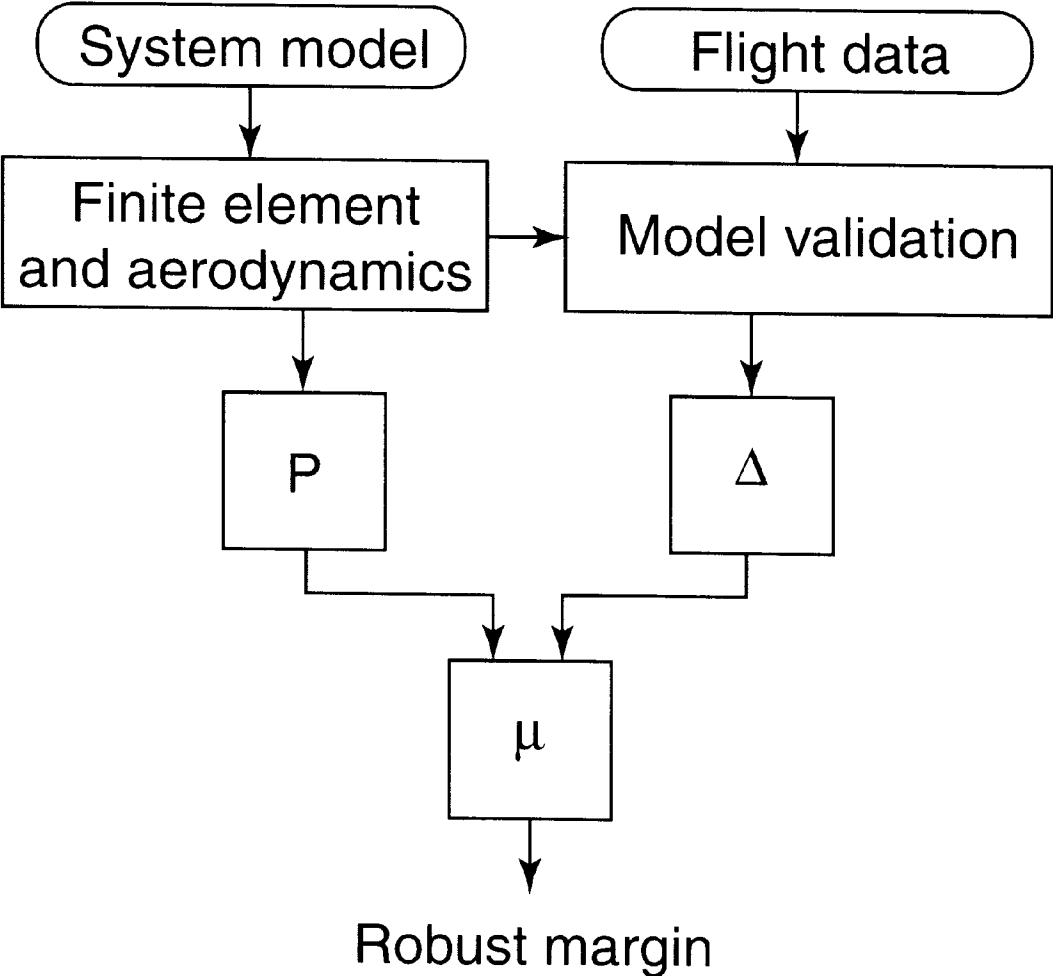 System model
Flight data
Finite element
and aerodynamics
Model validation
P
Δ
μ
Robust margin